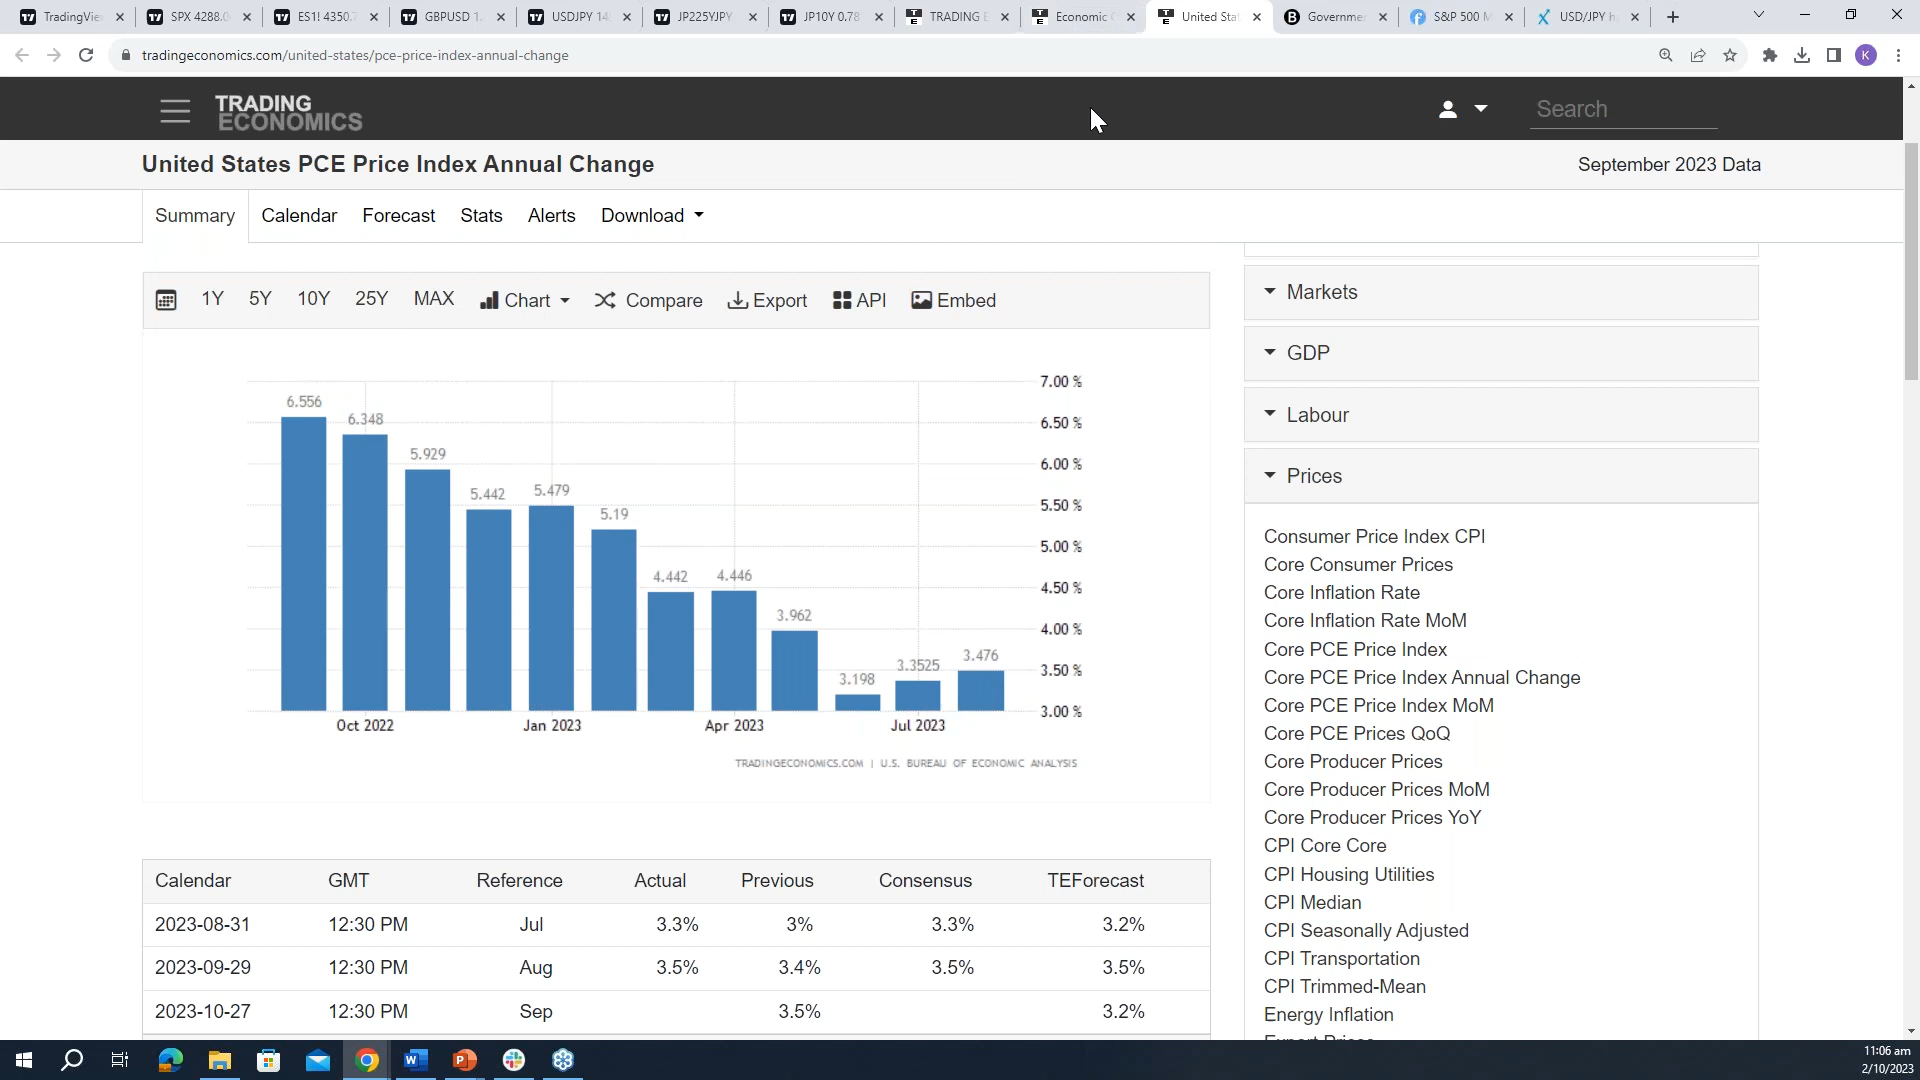 TradingVie
SPX 4288.0
ES1! 4350.7
GBPUSD 1.
USDJPY 14
JP225YJPY
JP10Y 0.78
TRADING E
Economic C
United Stat
Governme
S&P 500 M
USD/JPY h
tradingeconomics.com/united-states/pce-price-index-annual-change
K
TRADING
ECONOMICS
Search
United States PCE Price Index Annual Change
September 2023 Data
Summary Calendar Forecast Stats Alerts Download
1Y 5Y 10Y 25Y MAX Chart Compare Export API Embed
7.00 %
6.50 %
6.00 %
5.50 %
5.00 %
4.50 %
4.00 %
3.50 %
3.00 %
6.556
6.348
5.929
5.442
5.479
5.19
4.442
4.446
3.962
3.198
3.3525
3.476
Oct 2022 Jan 2023 Apr 2023 Jul 2023
TRADINGECONOMICS.COM | U.S. BUREAU OF ECONOMIC ANALYSIS
Calendar GMT Reference Actual Previous Consensus TEForecast
2023-08-31 12:30 PM Jul 3.3% 3% 3.3% 3.2%
2023-09-29 12:30 PM Aug 3.5% 3.4% 3.5% 3.5%
2023-10-27 12:30 PM Sep 3.5% 3.2%
Markets
GDP
Labour
Prices
Consumer Price Index CPI
Core Consumer Prices
Core Inflation Rate
Core Inflation Rate MoM
Core PCE Price Index
Core PCE Price Index Annual Change
Core PCE Price Index MoM
Core PCE Prices QoQ
Core Producer Prices
Core Producer Prices MoM
Core Producer Prices YoY
CPI Core Core
CPI Housing Utilities
CPI Median
CPI Seasonally Adjusted
CPI Transportation
CPI Trimmed-Mean
Energy Inflation
Export Prices
11:06 am
2/10/2023